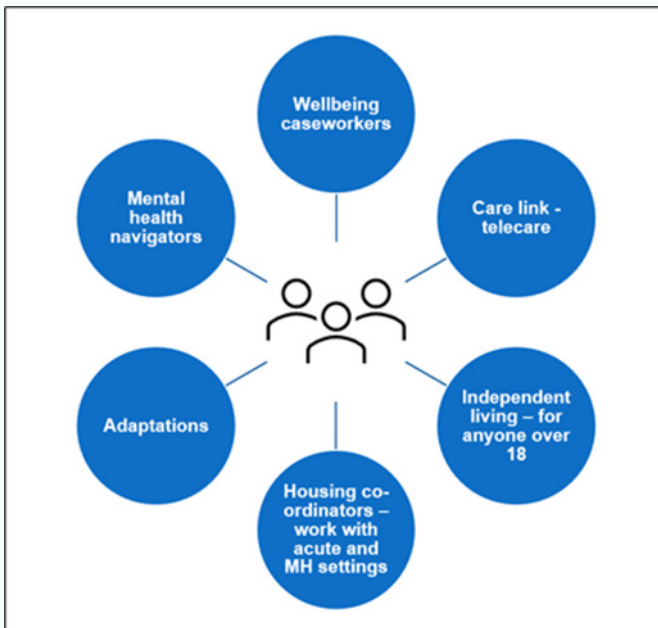 Wellbeing
caseworkers
Care link -
telecare
Independent
living – for
anyone over
18
Housing co-
ordinators –
work with
acute and
MH settings
Adaptations
Mental
health
navigators